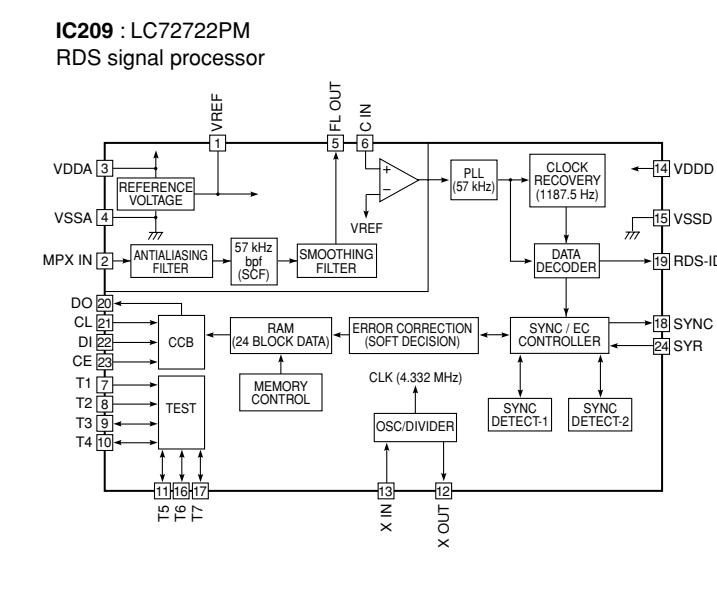 IC209 : LC72722PM
RDS signal processor
VREF
FL OUT
C IN
1
5
6
VDDA 3
REFERENCE
VOLTAGE
VSSA 4
+
−
VREF
PLL
(57 kHz)
CLOCK
RECOVERY
(1187.5 Hz)
14 VDDD
15 VSSD
MPX IN 2
ANTIALIASING
FILTER
57 kHz
bpf
(SCF)
SMOOTHING
FILTER
DATA
DECODER
19 RDS-ID
DO 20
CL 21
DI 22
CE 23
CCB
RAM
(24 BLOCK DATA)
ERROR CORRECTION
(SOFT DECISION)
SYNC / EC
CONTROLLER
18 SYNC
24 SYR
T1 7
T2 8
T3 9
T4 10
TEST
MEMORY
CONTROL
CLK (4.332 MHz)
OSC/DIVIDER
SYNC
DETECT-1
SYNC
DETECT-2
11
16
17
13
12
T5
T6
T7
X IN
X OUT